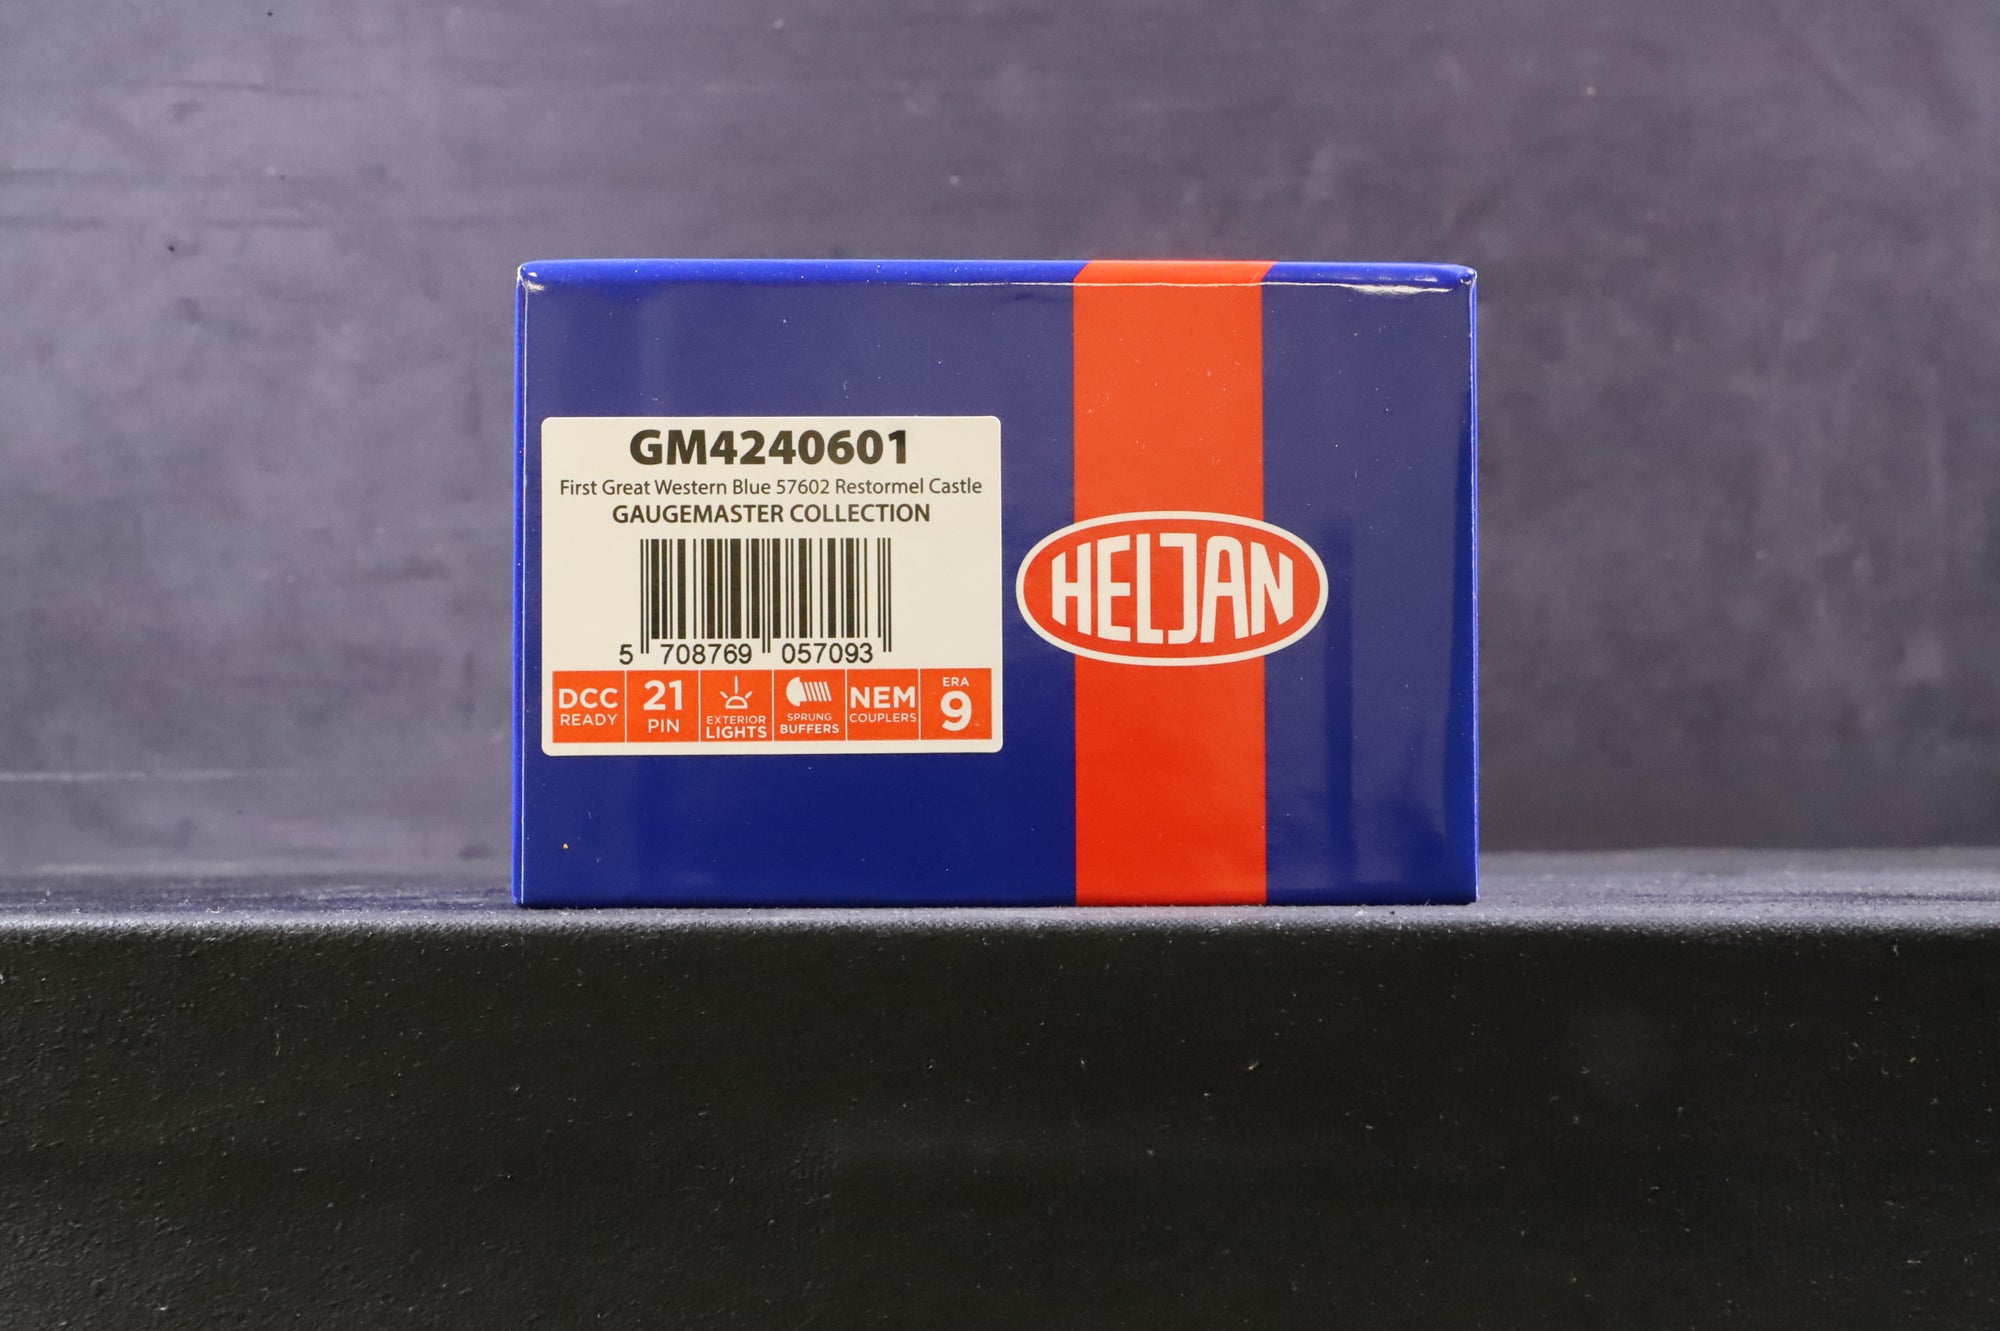 GM4240601
First Great Western Blue 57602 Restormel Castle
GAUGEMASTER COLLECTION
5 708769 057093
DCC
READY
21
PIN
EXTERIOR
LIGHTS
SPRUNG
BUFFERS
NEM
COUPLERS
ERA
9
HELJAN